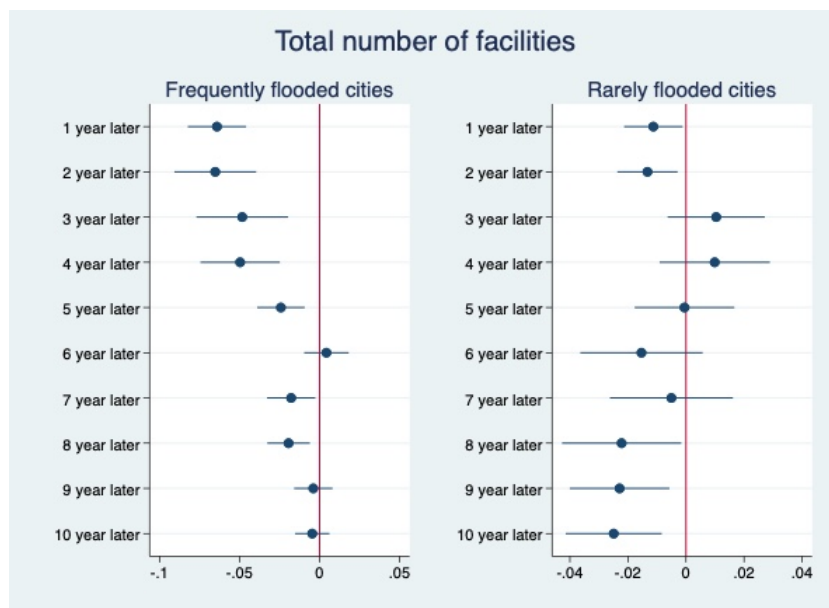 Total number of facilities
Frequently flooded cities
1 year later
2 year later
3 year later
4 year later
5 year later
6 year later
7 year later
8 year later
9 year later
10 year later
-.1 -.05 0 .05
Rarely flooded cities
1 year later
2 year later
3 year later
4 year later
5 year later
6 year later
7 year later
8 year later
9 year later
10 year later
-.04 -.02 0 .02 .04